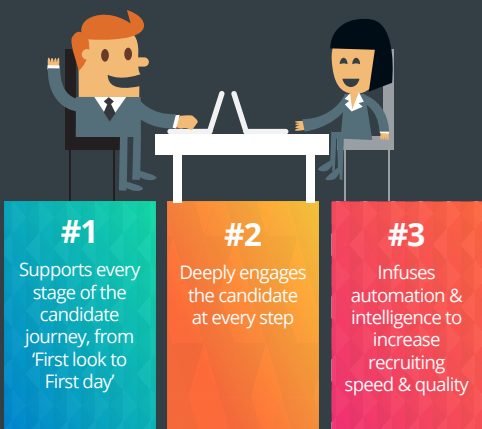 #1
Supports every
stage of the
candidate
journey, from
‘First look to
First day’
#2
Deeply engages
the candidate
at every step
#3
Infuses
automation &
intelligence to
increase
recruiting
speed & quality